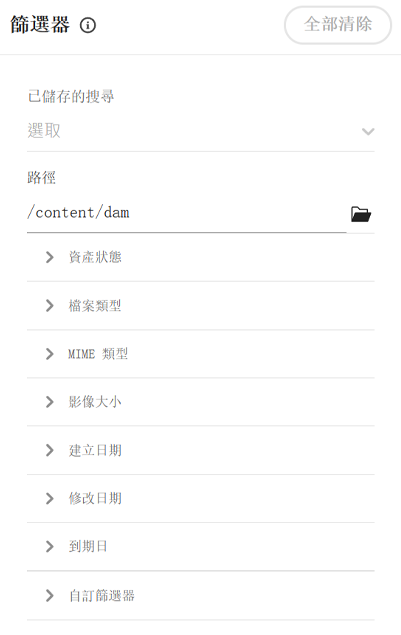 篩選器
全部清除
已儲存的搜尋
選取
路徑
/content/dam
資產狀態
檔案類型
MIME 類型
影像大小
建立日期
修改日期
到期日
自訂篩選器